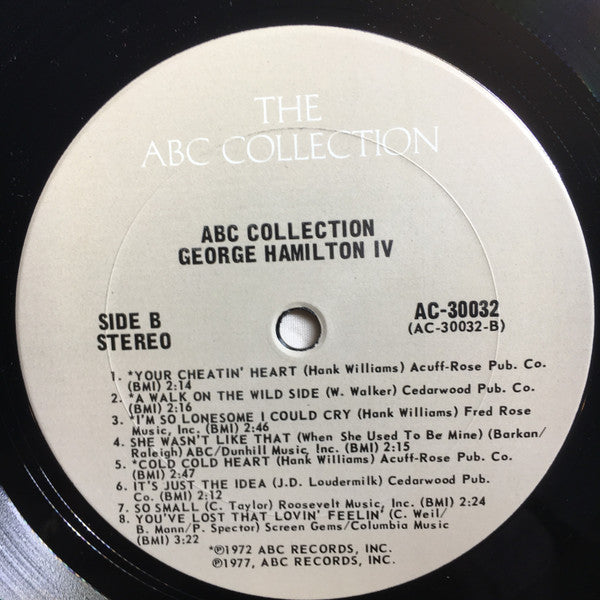 THE
ABC COLLECTION
ABC COLLECTION
GEORGE HAMILTON IV
SIDE B
STEREO
AC-30032
(AC-30032-B)
1. *YOUR CHEATIN' HEART (Hank Williams) Acuff-Rose Pub. Co.
(BMI) 2:14
2. *A WALK ON THE WILD SIDE (W. Walker) Cedarwood Pub. Co.
(BMI) 2:16
3. *I'M SO LONESOME I COULD CRY (Hank Williams) Fred Rose
Music, Inc. (BMI) 2:46
4. SHE WASN'T LIKE THAT (When She Used To Be Mine) (Barkan/
Raleigh) ABC/Dunhill Music, Inc. (BMI) 2:15
5. *COLD COLD HEART (Hank Williams) Acuff-Rose Pub. Co.
(BMI) 2:47
6. IT'S JUST THE IDEA (J.D. Loudermilk) Cedarwood Pub.
Co. (BMI) 2:12
7. SO SMALL (C. Taylor) Roosevelt Music, Inc. (BMI) 2:24
8. YOU'VE LOST THAT LOVIN' FEELIN' (C. Weil/
B. Mann/P. Spector) Screen Gems/Columbia Music
(BMI) 3:22
*℗1972 ABC RECORDS, INC.
℗1977, ABC RECORDS, INC.